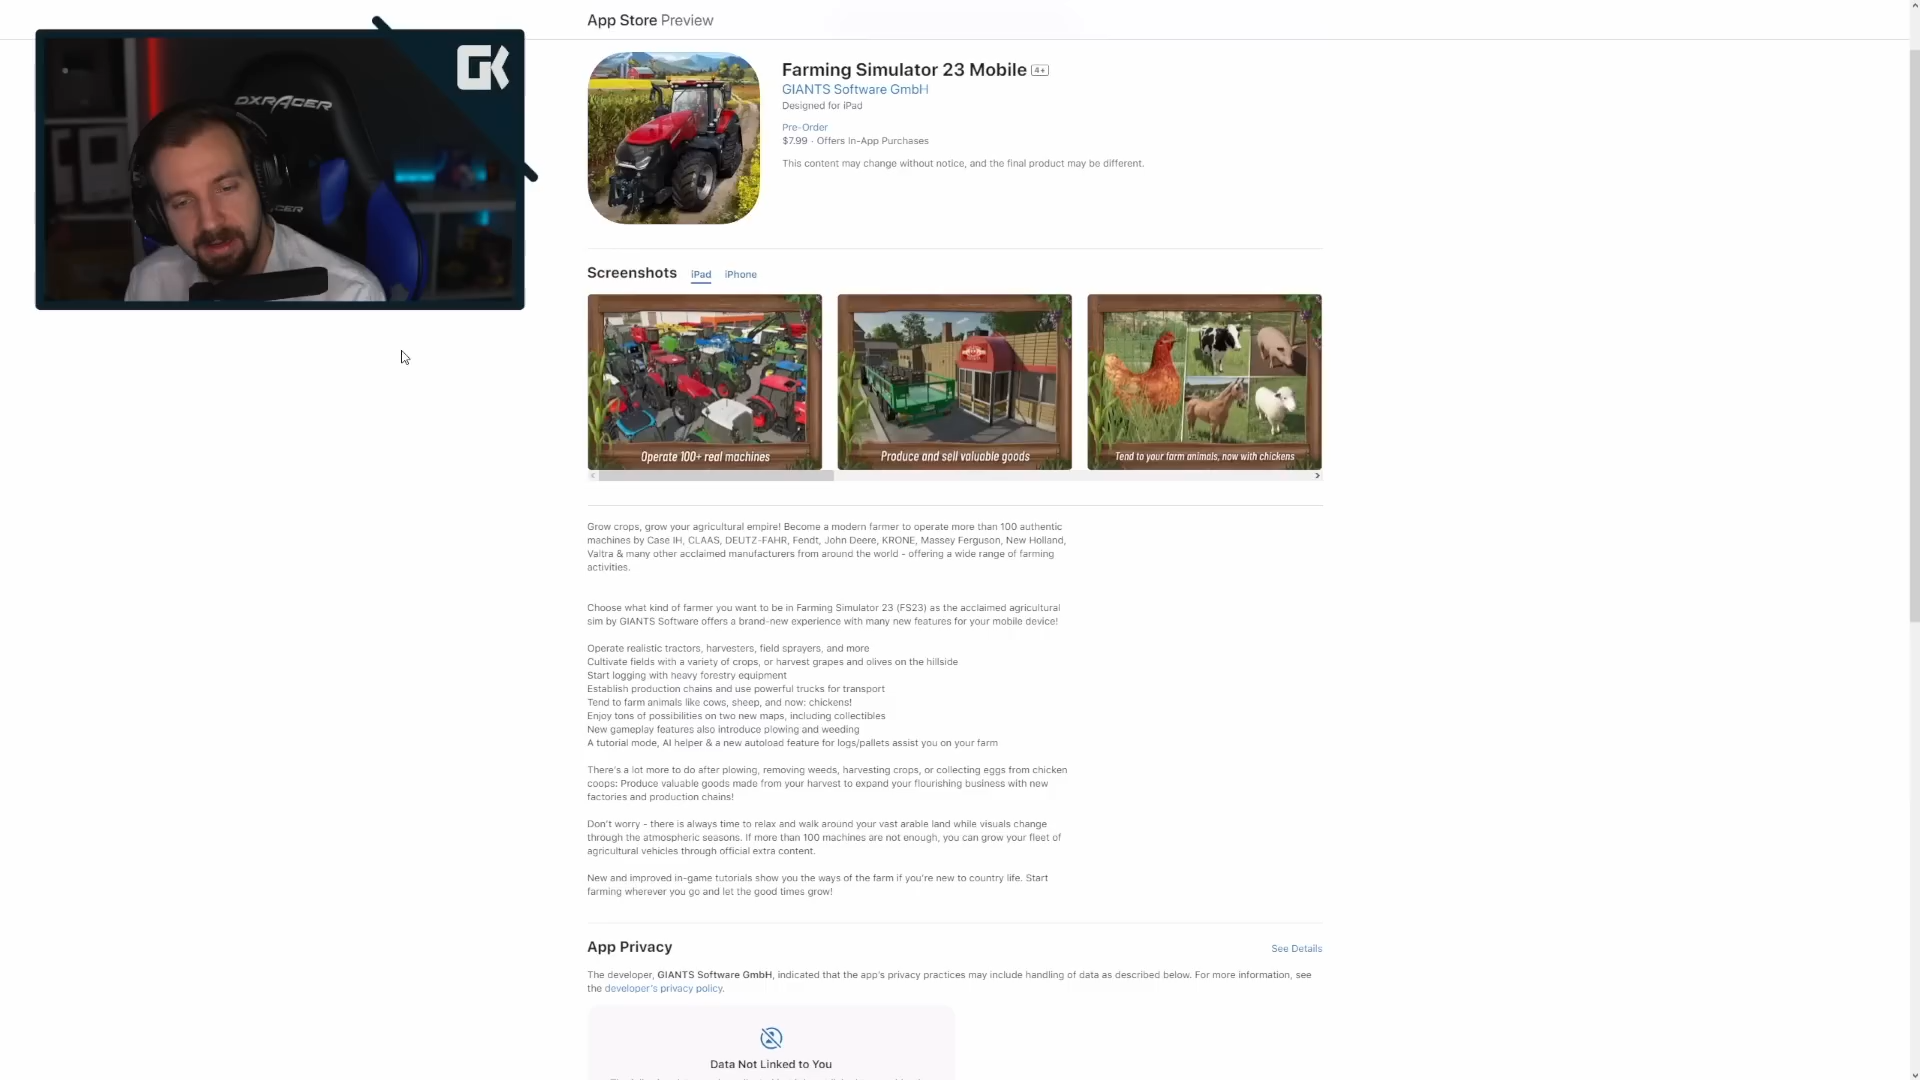 App Store Preview
GK
DXRACER
Farming Simulator 23 Mobile 4+
GIANTS Software GmbH
Designed for iPad
Pre-Order
$7.99 · Offers In-App Purchases
This content may change without notice, and the final product may be different.
Screenshots iPad iPhone
Operate 100+ real machines
Produce and sell valuable goods
Tend to your farm animals, now with chickens
Grow crops, grow your agricultural empire! Become a modern farmer to operate more than 100 authentic
machines by Case IH, CLAAS, DEUTZ-FAHR, Fendt, John Deere, KRONE, Massey Ferguson, New Holland,
Valtra & many other acclaimed manufacturers from around the world - offering a wide range of farming
activities.
Choose what kind of farmer you want to be in Farming Simulator 23 (FS23) as the acclaimed agricultural
sim by GIANTS Software offers a brand-new experience with many new features for your mobile device!
Operate realistic tractors, harvesters, field sprayers, and more
Cultivate fields with a variety of crops, or harvest grapes and olives on the hillside
Start logging with heavy forestry equipment
Establish production chains and use powerful trucks for transport
Tend to farm animals like cows, sheep, and now: chickens!
Enjoy tons of possibilities on two new maps, including collectibles
New gameplay features also introduce plowing and weeding
A tutorial mode, AI helper & a new autoload feature for logs/pallets assist you on your farm
There's a lot more to do after plowing, removing weeds, harvesting crops, or collecting eggs from chicken
coops: Produce valuable goods made from your harvest to expand your flourishing business with new
factories and production chains!
Don't worry - there is always time to relax and walk around your vast arable land while visuals change
through the atmospheric seasons. If more than 100 machines are not enough, you can grow your fleet of
agricultural vehicles through official extra content.
New and improved in-game tutorials show you the ways of the farm if you're new to country life. Start
farming wherever you go and let the good times grow!
App Privacy See Details
The developer, GIANTS Software GmbH, indicated that the app's privacy practices may include handling of data as described below. For more information, see
the developer's privacy policy.
Data Not Linked to You